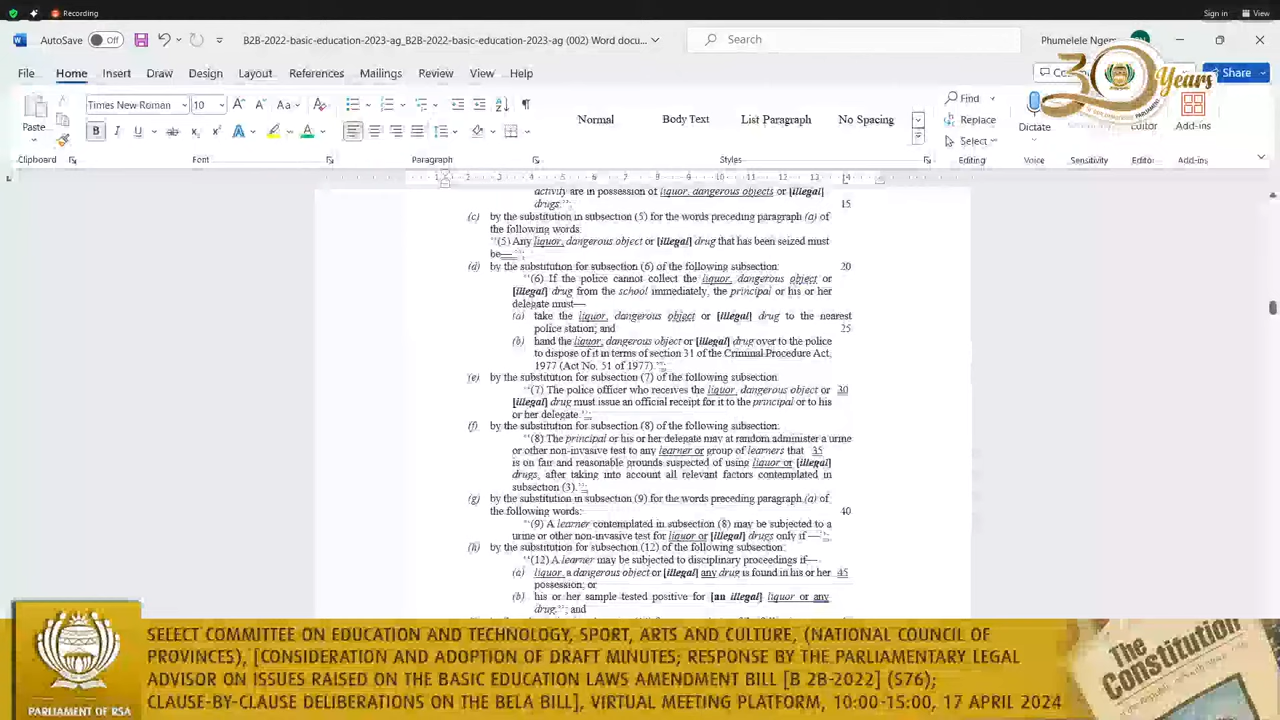 Recording
Sign in View
AutoSave Off B2B-2022-basic-education-2023-ag_B2B-2022-basic-education-2023-ag (002) Word docu... Search Phumelele Ngem
File Home Insert Draw Design Layout References Mailings Review View Help Share
30 Years
Paste Times New Roman 10 Normal Body Text List Paragraph No Spacing Find Replace Select Dictate Editor Add-ins
Clipboard Font Paragraph Styles Editing Voice Sensitivity Editor Add-ins
activity are in possession of liquor, dangerous objects or [illegal]
drugs.''; 15
(c) by the substitution in subsection (5) for the words preceding paragraph (a) of
the following words:
''(5) Any liquor, dangerous object or [illegal] drug that has been seized must
be—'';
(d) by the substitution for subsection (6) of the following subsection: 20
''(6) If the police cannot collect the liquor, dangerous object or
[illegal] drug from the school immediately, the principal or his or her
delegate must—
(a) take the liquor, dangerous object or [illegal] drug to the nearest
police station; and 25
(b) hand the liquor, dangerous object or [illegal] drug over to the police
to dispose of it in terms of section 31 of the Criminal Procedure Act,
1977 (Act No. 51 of 1977).'';
(e) by the substitution for subsection (7) of the following subsection:
''(7) The police officer who receives the liquor, dangerous object or 30
[illegal] drug must issue an official receipt for it to the principal or to his
or her delegate.'';
(f) by the substitution for subsection (8) of the following subsection:
''(8) The principal or his or her delegate may at random administer a urine
or other non-invasive test to any learner or group of learners that 35
is on fair and reasonable grounds suspected of using liquor or [illegal]
drugs, after taking into account all relevant factors contemplated in
subsection (3).'';
(g) by the substitution in subsection (9) for the words preceding paragraph (a) of
the following words: 40
''(9) A learner contemplated in subsection (8) may be subjected to a
urine or other non-invasive test for liquor or [illegal] drugs only if —'';
(h) by the substitution for subsection (12) of the following subsection:
''(12) A learner may be subjected to disciplinary proceedings if—
(a) liquor, a dangerous object or [illegal] any drug is found in his or her 45
possession; or
(b) his or her sample tested positive for [an illegal] liquor or any
drug.''; and
SELECT COMMITTEE ON EDUCATION AND TECHNOLOGY, SPORT, ARTS AND CULTURE, (NATIONAL COUNCIL OF
PROVINCES), [CONSIDERATION AND ADOPTION OF DRAFT MINUTES; RESPONSE BY THE PARLIAMENTARY LEGAL
ADVISOR ON ISSUES RAISED ON THE BASIC EDUCATION LAWS AMENDMENT BILL [B 2B-2022] (S76);
CLAUSE-BY-CLAUSE DELIBERATIONS ON THE BELA BILL], VIRTUAL MEETING PLATFORM, 10:00-15:00, 17 APRIL 2024
PARLIAMENT OF RSA
The
Constitution